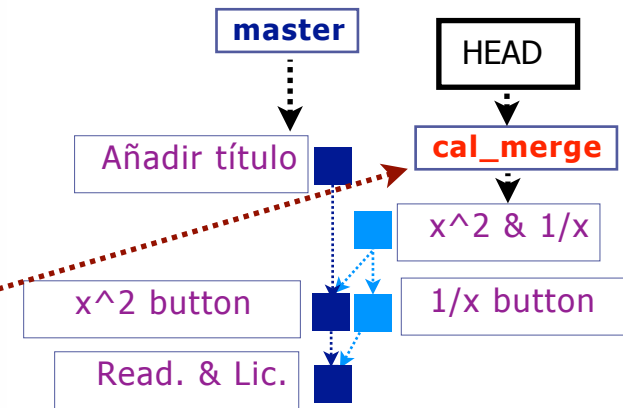 master
HEAD
Añadir título
cal_merge
x^2 & 1/x
x^2 button
1/x button
Read. & Lic.